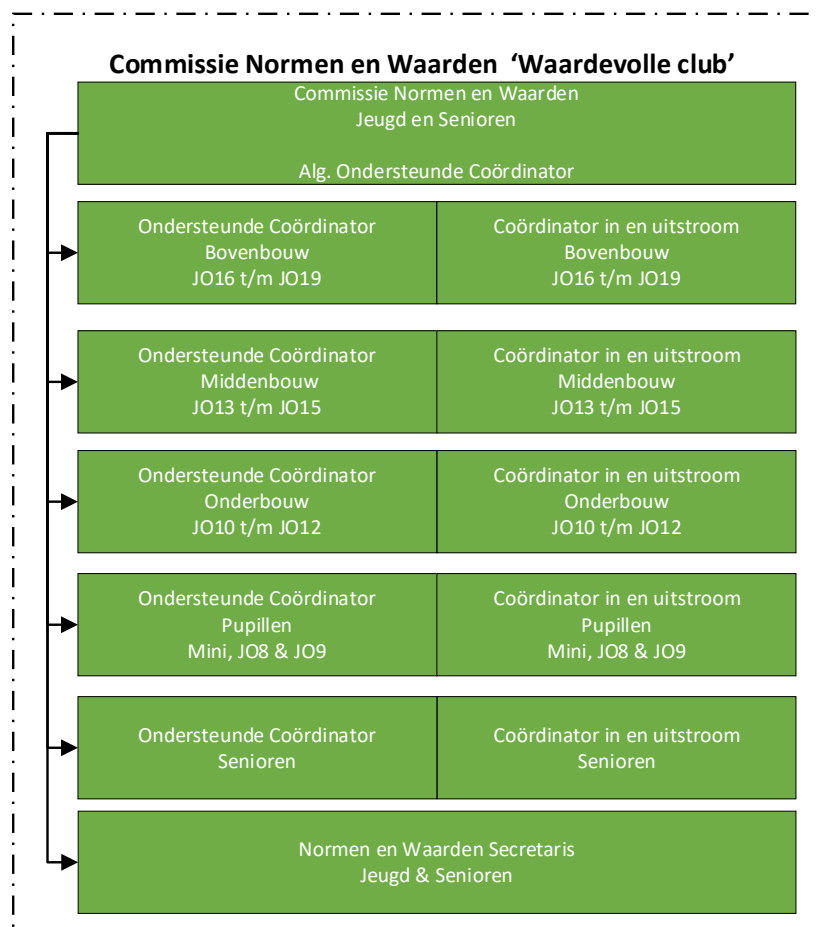 Commissie Normen en Waarden ‘Waardevolle club’
Commissie Normen en Waarden
Jeugd en Senioren
Alg. Ondersteunde Coördinator
Ondersteunde Coördinator
Bovenbouw
JO16 t/m JO19
Coördinator in en uitstroom
Bovenbouw
JO16 t/m JO19
Ondersteunde Coördinator
Middenbouw
JO13 t/m JO15
Coördinator in en uitstroom
Middenbouw
JO13 t/m JO15
Ondersteunde Coördinator
Onderbouw
JO10 t/m JO12
Coördinator in en uitstroom
Onderbouw
JO10 t/m JO12
Ondersteunde Coördinator
Pupillen
Mini, JO8 & JO9
Coördinator in en uitstroom
Pupillen
Mini, JO8 & JO9
Ondersteunde Coördinator
Senioren
Coördinator in en uitstroom
Senioren
Normen en Waarden Secretaris
Jeugd & Senioren